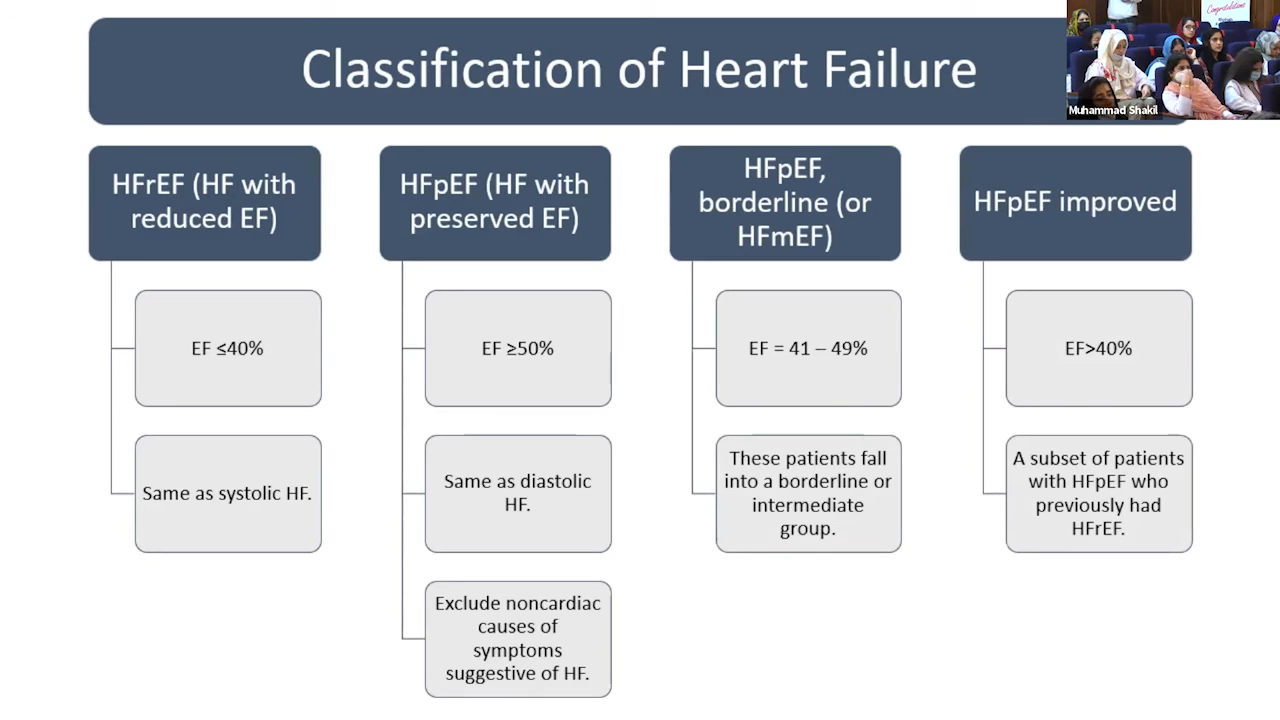 Classification of Heart Failure
Congratulations
Muhammad Shakil
HFrEF (HF with
reduced EF)
EF ≤40%
Same as systolic HF.
HFpEF (HF with
preserved EF)
EF ≥50%
Same as diastolic
HF.
Exclude noncardiac
causes of
symptoms
suggestive of HF.
HFpEF,
borderline (or
HFmEF)
EF = 41 – 49%
These patients fall
into a borderline or
intermediate
group.
HFpEF improved
EF>40%
A subset of patients
with HFpEF who
previously had
HFrEF.